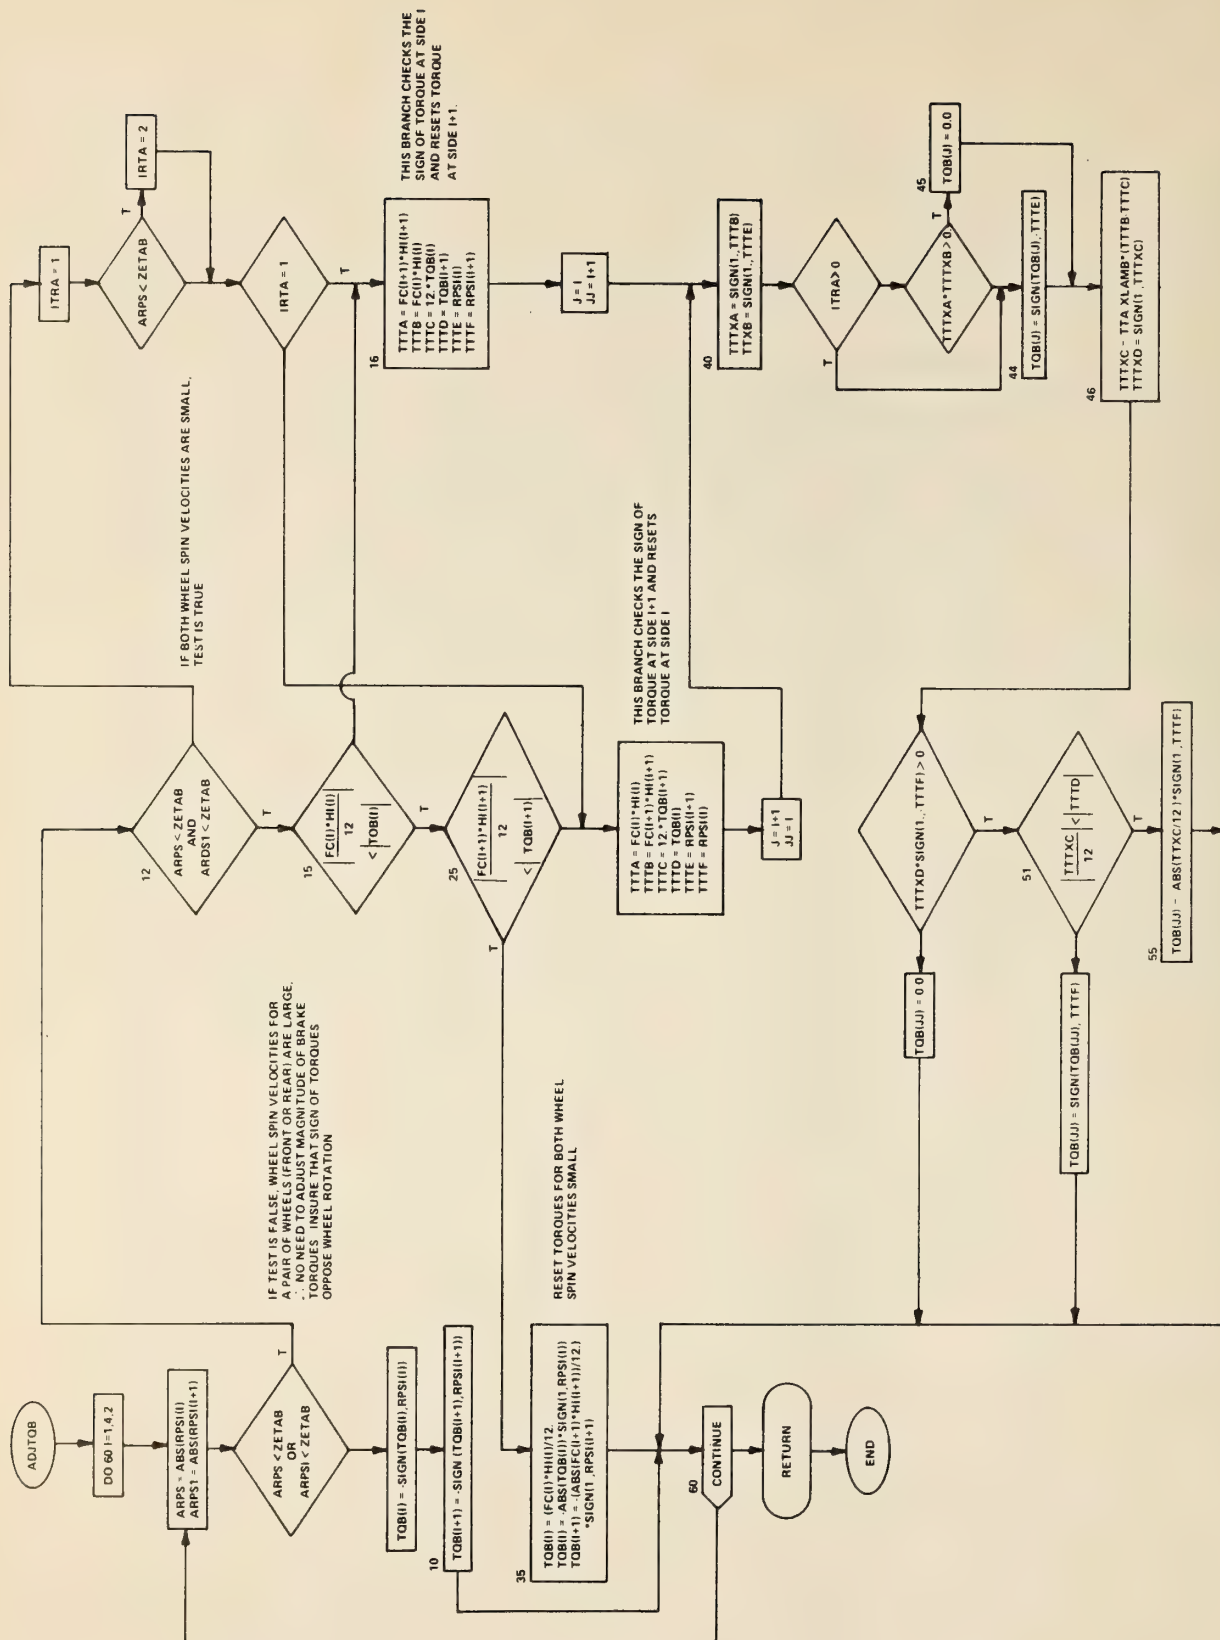 ADJTQB
DO 60 I=1,4,2
ARPS = ABS(RPSI(I)
ARPS1 = ABS(RPSI(I+1)
ARPS < ZETAB
OR
ARPSI < ZETAB
T
IF TEST IS FALSE, WHEEL SPIN VELOCITIES FOR
A PAIR OF WHEELS (FRONT OR REAR) ARE LARGE,
∴ NO NEED TO ADJUST MAGNITUDE OF BRAKE
TORQUES INSURE THAT SIGN OF TORQUES
OPPOSE WHEEL ROTATION
TQB(I) = -SIGN(TQB(I),RPSI(I))
10
TQB(I+1) = -SIGN (TQB(I+1),RPSI(I+1))
35
TQB(I) = (FC(I)*HI(I)/12.
TQB(I) = -ABS(TQB(I))*SIGN(1,RPSI(I))
TQB(I+1) = -(ABS(FC(I+1)*HI(I+1))/12.)
*SIGN(1,RPSI(I+1)
RESET TORQUES FOR BOTH WHEEL
SPIN VELOCITIES SMALL
60
CONTINUE
RETURN
END
12
ARPS < ZETAB
AND
ARDS1 < ZETAB
T
IF BOTH WHEEL SPIN VELOCITIES ARE SMALL,
TEST IS TRUE
15
|FC(I)*HI(I)|
12
< |TOB(I)|
T
25
|FC(I+1)*HI(I+1)|
12
< | TQB(I+1)|
T
TTTA = FC(I)*HI(I)
TTTB = FC(I+1)*HI(I+1)
TTTC = 12.*TQB(I+1)
TTTD = TQB(I)
TTTE = RPSI(I+1)
TTTF = RPSI(I)
THIS BRANCH CHECKS THE SIGN OF
TORQUE AT SIDE I+1 AND RESETS
TORQUE AT SIDE I
J = I+1
JJ = I
ITRA = 1
ARPS < ZETAB
T
IRTA = 2
IRTA = 1
T
16
TTTA = FC(I+1)*HI(I+1)
TTTB = FC(I)*HI(I)
TTTC = 12.*TQB(I)
TTTD = TQB(I+1)
TTTE = RPSI(I)
TTTF = RPSI(I+1)
THIS BRANCH CHECKS THE
SIGN OF TORQUE AT SIDE I
AND RESETS TORQUE
AT SIDE I+1.
J = I
JJ = I+1
40
TTTXA = SIGN(1.,TTTB)
TTXB = SIGN(1.,TTTE)
ITRA > 0
T
TTTXA*TTTXB > 0
T
45
TQB(J) = 0.0
44
TQB(J) = SIGN(TQB(J),-TTTE)
46
TTTXC - TTA XLAMB*(TTTB-TTTC)
TTTXD = SIGN(1.,TTTXC)
TTTXD*SIGN(1.,TTTF) > 0
T
TQB(JJ) = 0.0
51
|TTTXC|
12
< |TTTD|
T
TQB(JJ) = SIGN(TQB(JJ), TTTF)
55
TQB(JJ) - ABS(TTXC/12.)*SIGN(1.,TTTF)